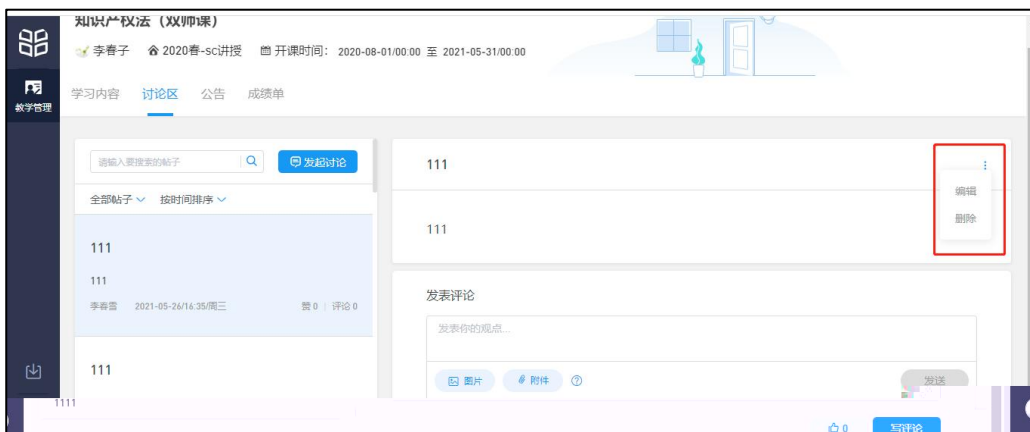 知识产权法（双师课）
李春子 2020春-sc讲授 开课时间： 2020-08-01/00:00 至 2021-05-31/00:00
教学管理
学习内容 讨论区 公告 成绩单
请输入要搜索的帖子 发起讨论
全部帖子 按时间排序
111
111
李春雪 2021-05-26/16:35/周三 赞 0 评论 0
111
1111
111
编辑
删除
111
发表评论
发表你的观点...
图片 附件 发送
0 写评论